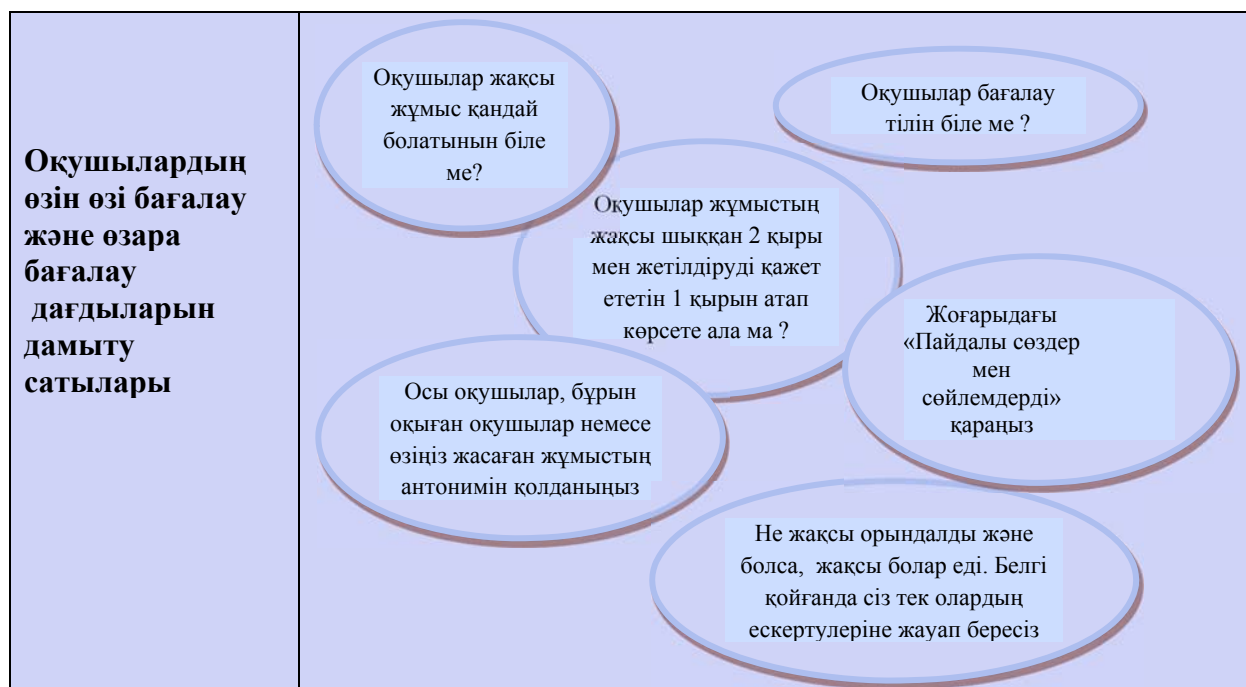 Оқушылардың
өзін өзі бағалау
және өзара
бағалау
дағдыларын
дамыту
сатылары
Оқушылар жақсы
жұмыс қандай
болатынын біле
ме?
Оқушылар бағалау
тілін біле ме ?
Оқушылар жұмыстың
жақсы шыққан 2 қыры
мен жетілдіруді қажет
ететін 1 қырын атап
көрсете ала ма ?
Жоғарыдағы
«Пайдалы сөздер
мен
сөйлемдерді»
қараңыз
Осы оқушылар, бұрын
оқыған оқушылар немесе
өзіңіз жасаған жұмыстың
антонимін қолданыңыз
Не жақсы орындалды және
болса, жақсы болар еді. Белгі
қойғанда сіз тек олардың
ескертулеріне жауап бересіз